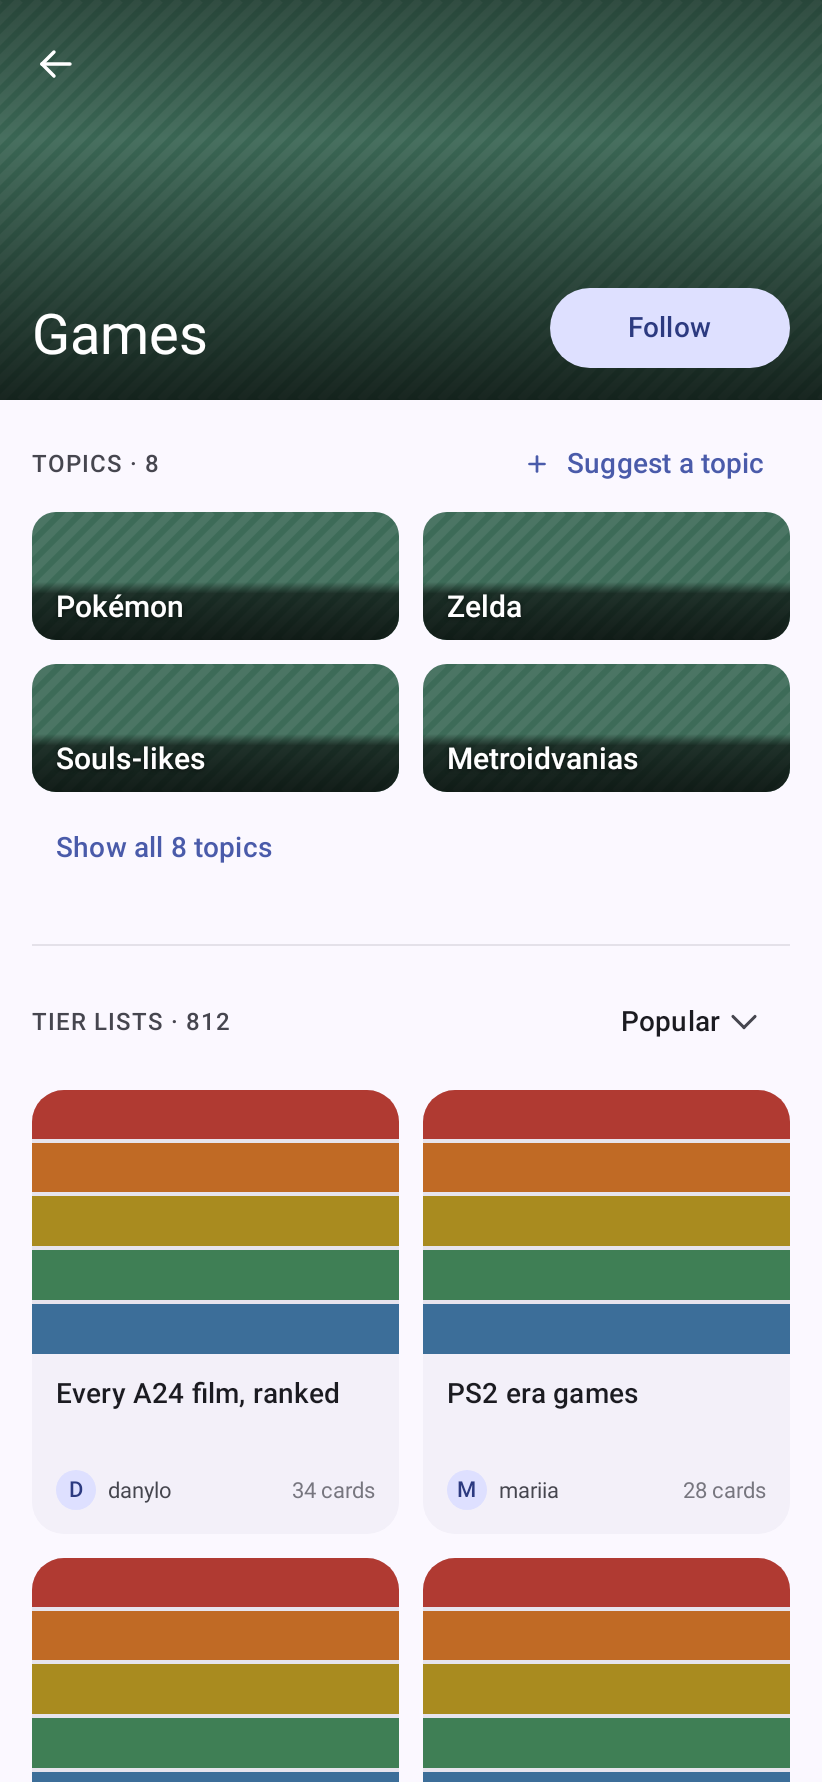 Games
Follow
TOPICS · 8
+ Suggest a topic
Pokémon
Zelda
Souls-likes
Metroidvanias
Show all 8 topics
TIER LISTS · 812
Popular
Every A24 film, ranked
D danylo 34 cards
PS2 era games
M mariia 28 cards